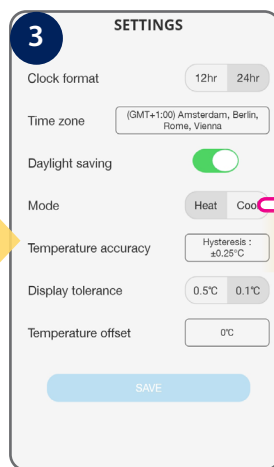 3
SETTINGS
Clock format 12hr 24hr
Time zone (GMT+1:00) Amsterdam, Berlin,
Rome, Vienna
Daylight saving
Mode Heat Cool
Temperature accuracy Hysteresis :
±0.25°C
Display tolerance 0.5°C 0.1°C
Temperature offset 0°C
SAVE